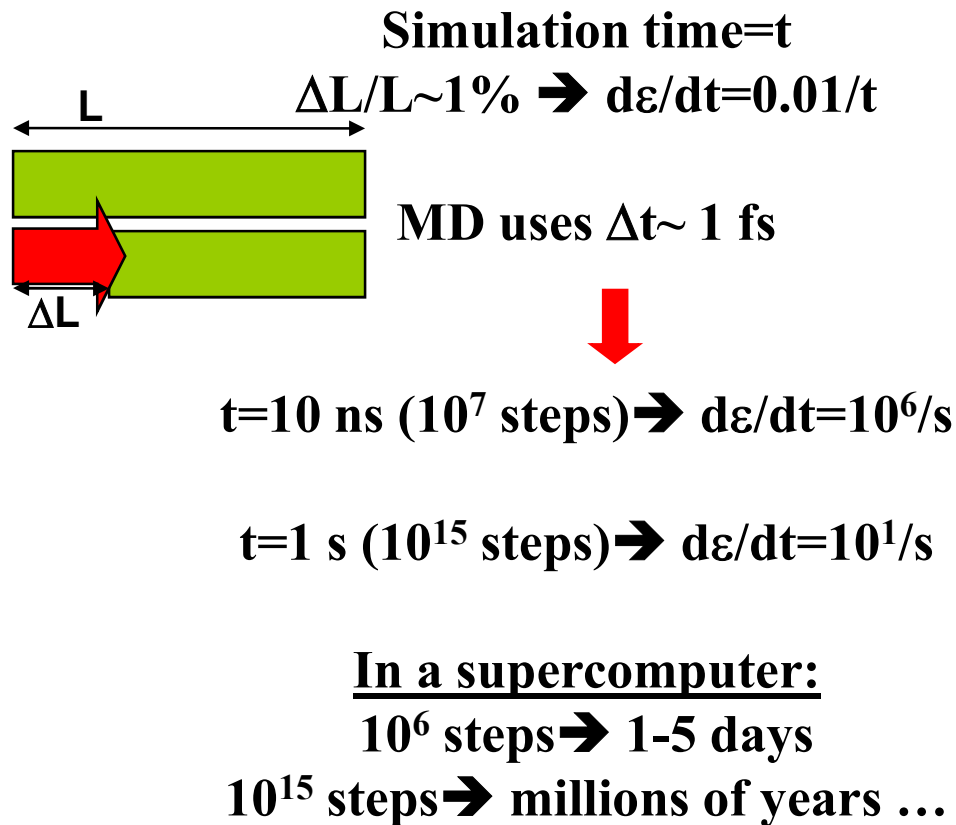 Simulation time=t
ΔL/L~1% ➔ dε/dt=0.01/t
L
MD uses Δt~ 1 fs
ΔL
t=10 ns (10⁷ steps)➔ dε/dt=10⁶/s
t=1 s (10¹⁵ steps)➔ dε/dt=10¹/s
In a supercomputer:
10⁶ steps➔ 1-5 days
10¹⁵ steps➔ millions of years …